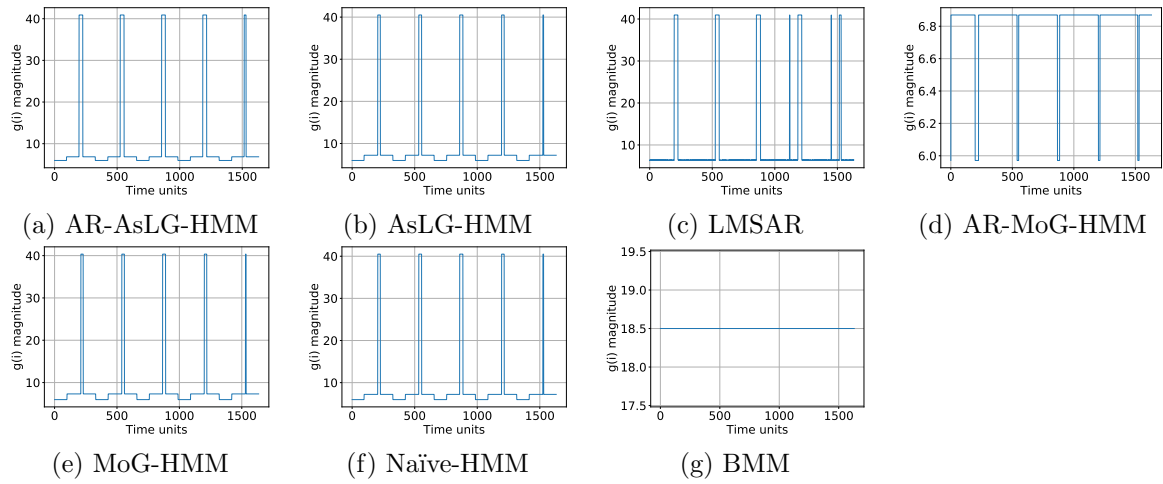 g(i) magnitude
40
30
20
10
0
500
1000
1500
Time units
(a) AR-AsLG-HMM
g(i) magnitude
40
30
20
10
0
500
1000
1500
Time units
(b) AsLG-HMM
g(i) magnitude
40
30
20
10
0
500
1000
1500
Time units
(c) LMSAR
g(i) magnitude
6.8
6.6
6.4
6.2
6.0
0
500
1000
1500
Time units
(d) AR-MoG-HMM
g(i) magnitude
40
30
20
10
0
500
1000
1500
Time units
(e) MoG-HMM
g(i) magnitude
40
30
20
10
0
500
1000
1500
Time units
(f) Naïve-HMM
g(i) magnitude
19.5
19.0
18.5
18.0
17.5
0
500
1000
1500
Time units
(g) BMM